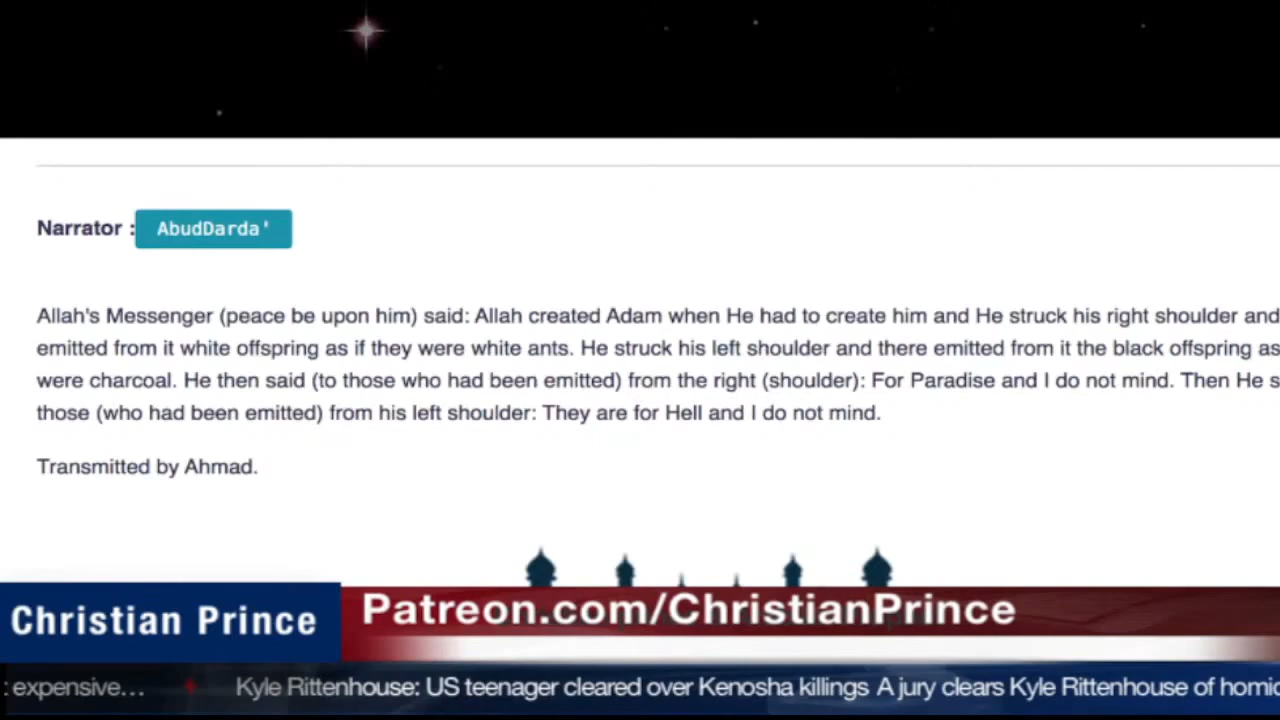 Narrator : AbudDarda'
Allah's Messenger (peace be upon him) said: Allah created Adam when He had to create him and He struck his right shoulder and
emitted from it white offspring as if they were white ants. He struck his left shoulder and there emitted from it the black offspring as
were charcoal. He then said (to those who had been emitted) from the right (shoulder): For Paradise and I do not mind. Then He s
those (who had been emitted) from his left shoulder: They are for Hell and I do not mind.
Transmitted by Ahmad.
Christian Prince
Patreon.com/ChristianPrince
: expensive… Kyle Rittenhouse: US teenager cleared over Kenosha killings A jury clears Kyle Rittenhouse of homic